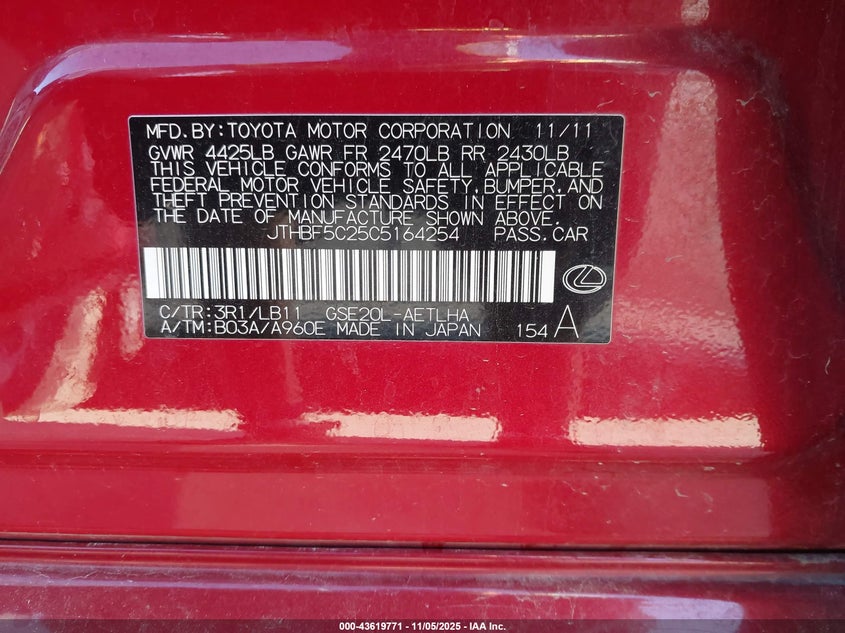 MFD.BY:TOYOTA MOTOR CORPORATION 11/11
GVWR 4425LB GAWR FR 2470LB RR 2430LB
THIS VEHICLE CONFORMS TO ALL APPLICABLE
FEDERAL MOTOR VEHICLE SAFETY,BUMPER,AND
THEFT PREVENTION STANDARDS IN EFFECT ON
THE DATE OF MANUFACTURE SHOWN ABOVE.
JTHBF5C25C5164254 PASS.CAR
C/TR:3R1/LB11 GSE20L-AETLHA
A/TM:B03A/A960E MADE IN JAPAN 154 A
000-43619771 - 11/05/2025 - IAA Inc.